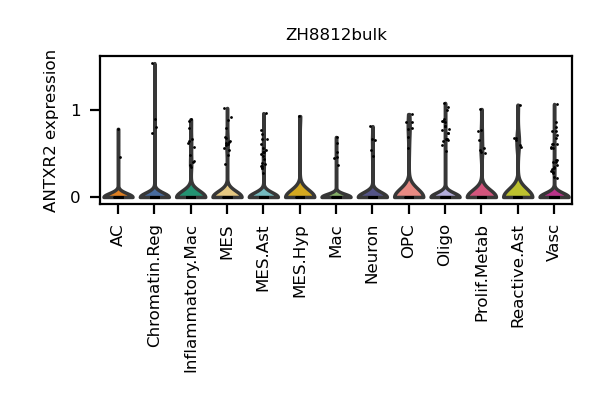 ZH8812bulk
ANTXR2 expression
1
0
AC
Chromatin.Reg
Inflammatory.Mac
MES
MES.Ast
MES.Hyp
Mac
Neuron
OPC
Oligo
Prolif.Metab
Reactive.Ast
Vasc